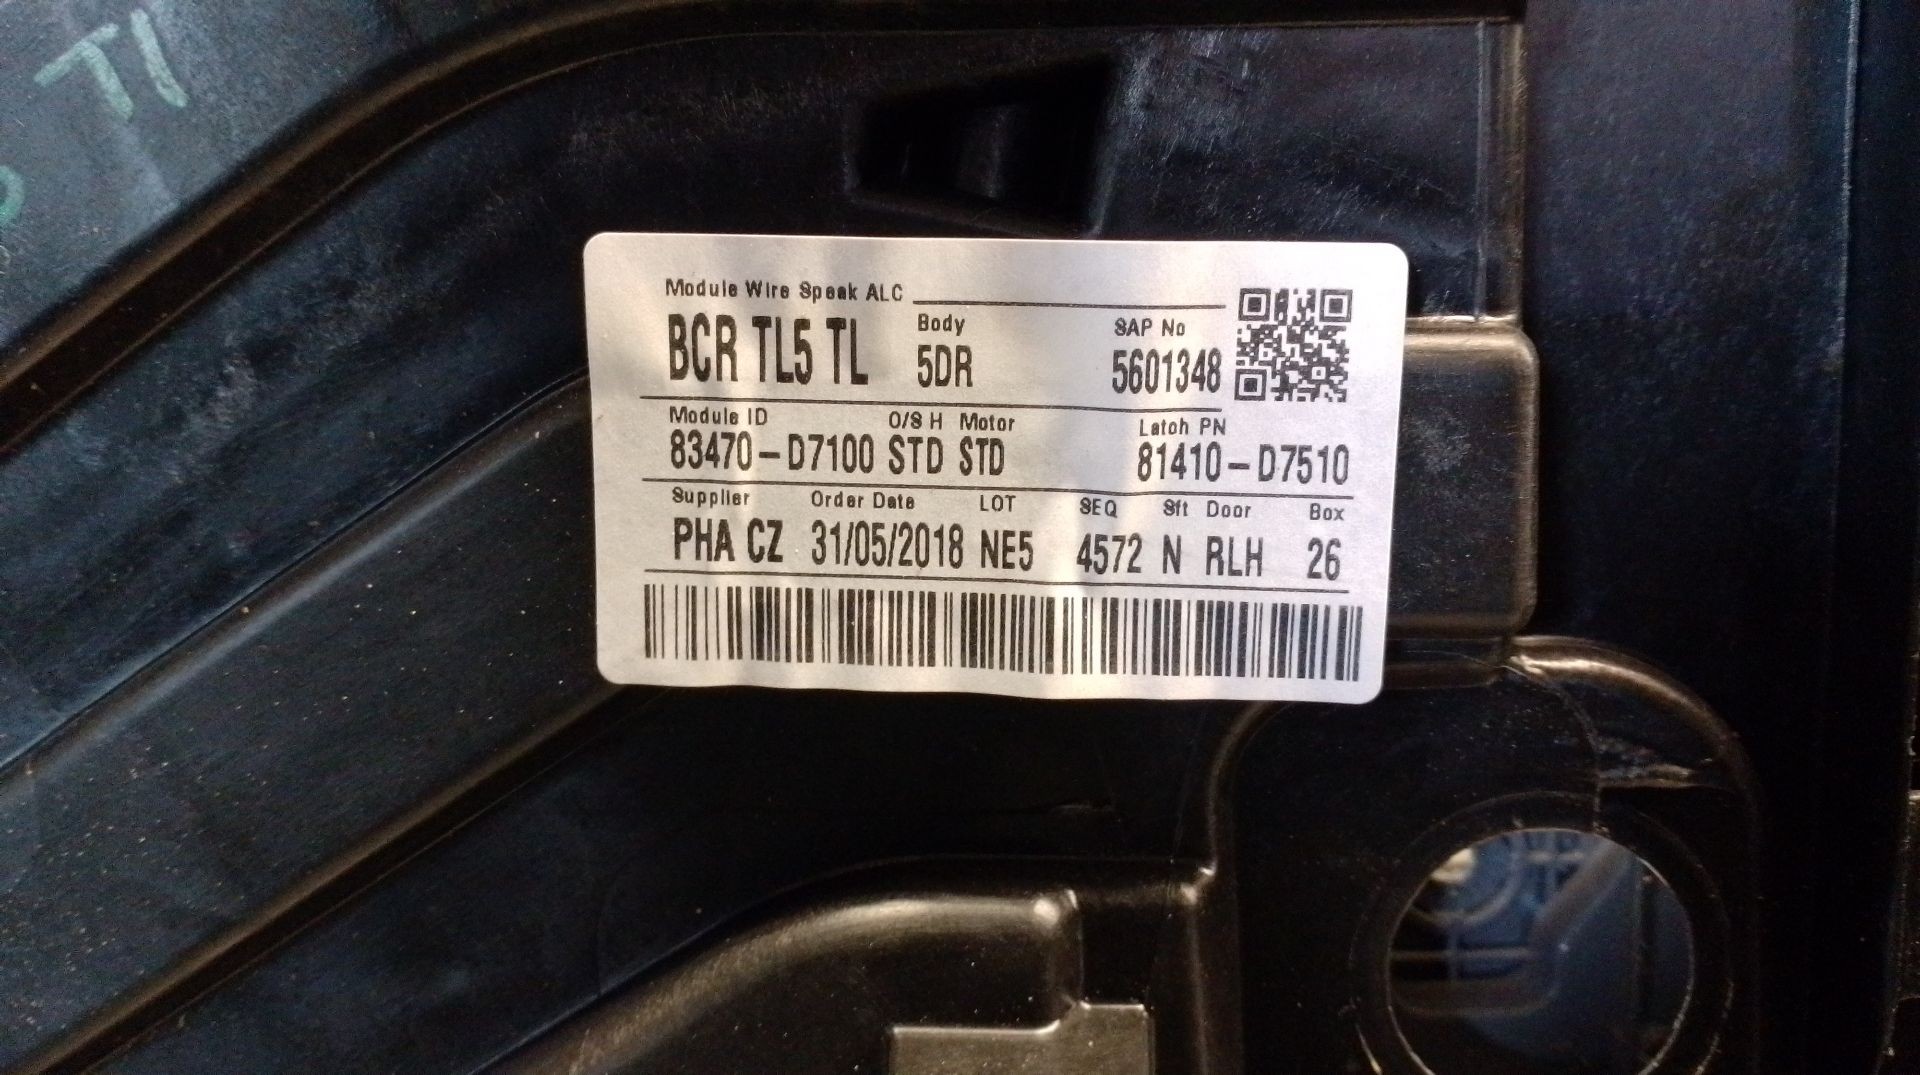 TL
Module Wire Speak ALC
BCR TL5 TL Body 5DR SAP No 5601348
Module ID O/S H Motor Latch PN
83470-D7100 STD STD 81410-D7510
Supplier Order Date LOT SEQ Sft Door Box
PHA CZ 31/05/2018 NE5 4572 N RLH 26